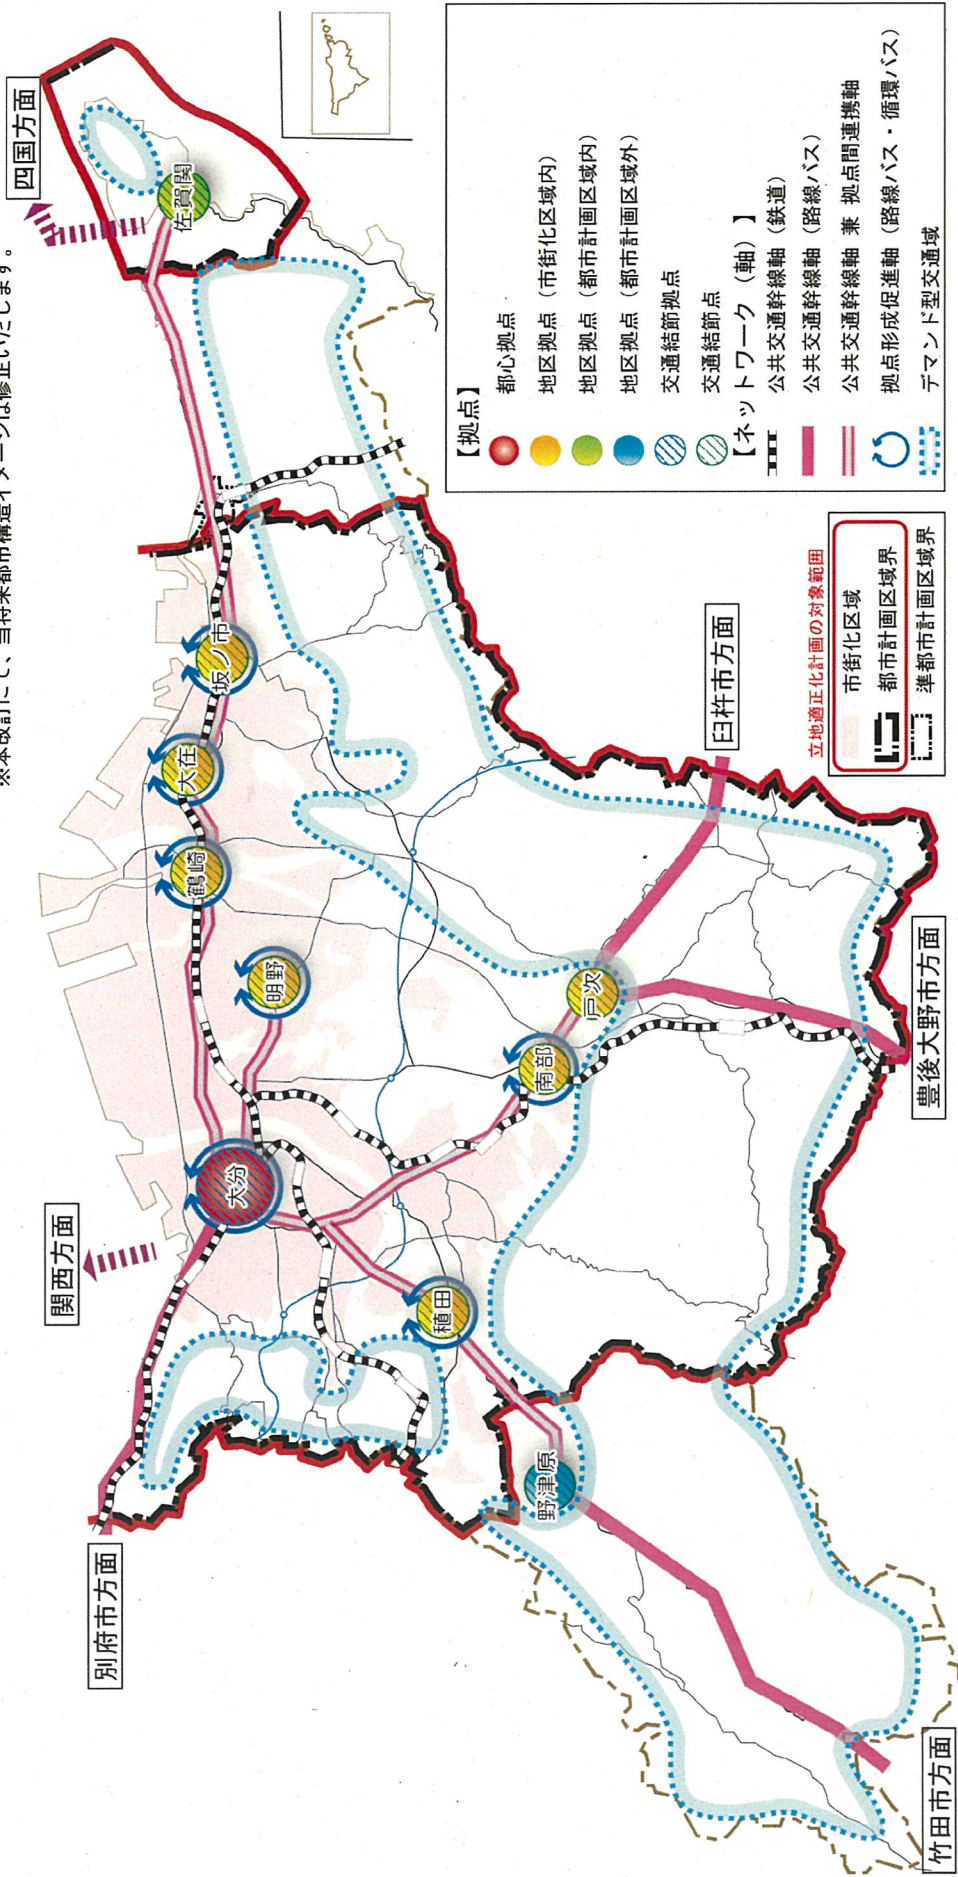 ※本改訂にて、当将来都市構造イメージは修正いたします。
四国方面
関西方面
別府市方面
佐賀関
坂ノ市
大在
鶴崎
明野
大分
稙田
南部
戸次
野津原
臼杵市方面
豊後大野市方面
竹田市方面
【拠点】
都心拠点
地区拠点（市街化区域内）
地区拠点（都市計画区域内）
地区拠点（都市計画区域外）
交通結節拠点
交通結節点
【ネットワーク（軸）】
公共交通幹線軸（鉄道）
公共交通幹線軸（路線バス）
公共交通幹線軸 兼 拠点間連携軸
拠点形成促進軸（路線バス・循環バス）
デマンド型交通域
立地適正化計画の対象範囲
市街化区域
都市計画区域界
準都市計画区域界